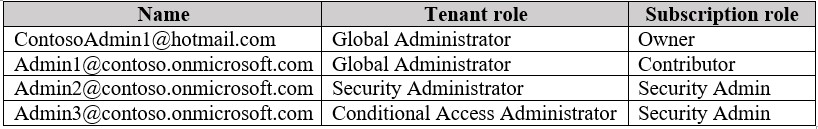 Name Tenant role Subscription role
ContosoAdmin1@hotmail.com Global Administrator Owner
Admin1@contoso.onmicrosoft.com Global Administrator Contributor
Admin2@contoso.onmicrosoft.com Security Administrator Security Admin
Admin3@contoso.onmicrosoft.com Conditional Access Administrator Security Admin